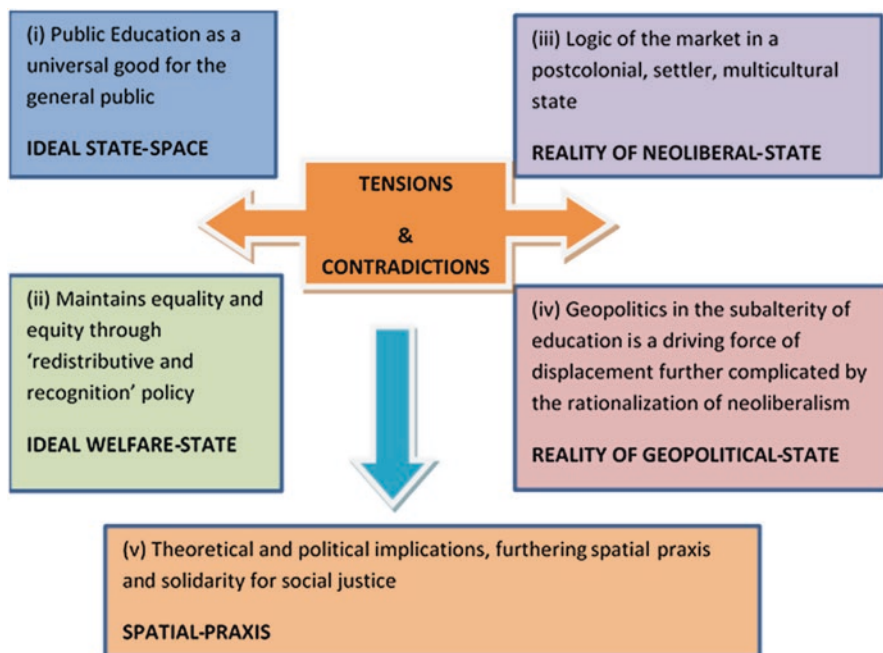 (i) Public Education as a
universal good for the
general public
IDEAL STATE-SPACE
(iii) Logic of the market in a
postcolonial, settler, multicultural
state
REALITY OF NEOLIBERAL-STATE
TENSIONS
&
CONTRADICTIONS
(ii) Maintains equality and
equity through
‘redistributive and
recognition’ policy
IDEAL WELFARE-STATE
(iv) Geopolitics in the subalterity of
education is a driving force of
displacement further complicated by
the rationalization of neoliberalism
REALITY OF GEOPOLITICAL-STATE
(v) Theoretical and political implications, furthering spatial praxis
and solidarity for social justice
SPATIAL-PRAXIS